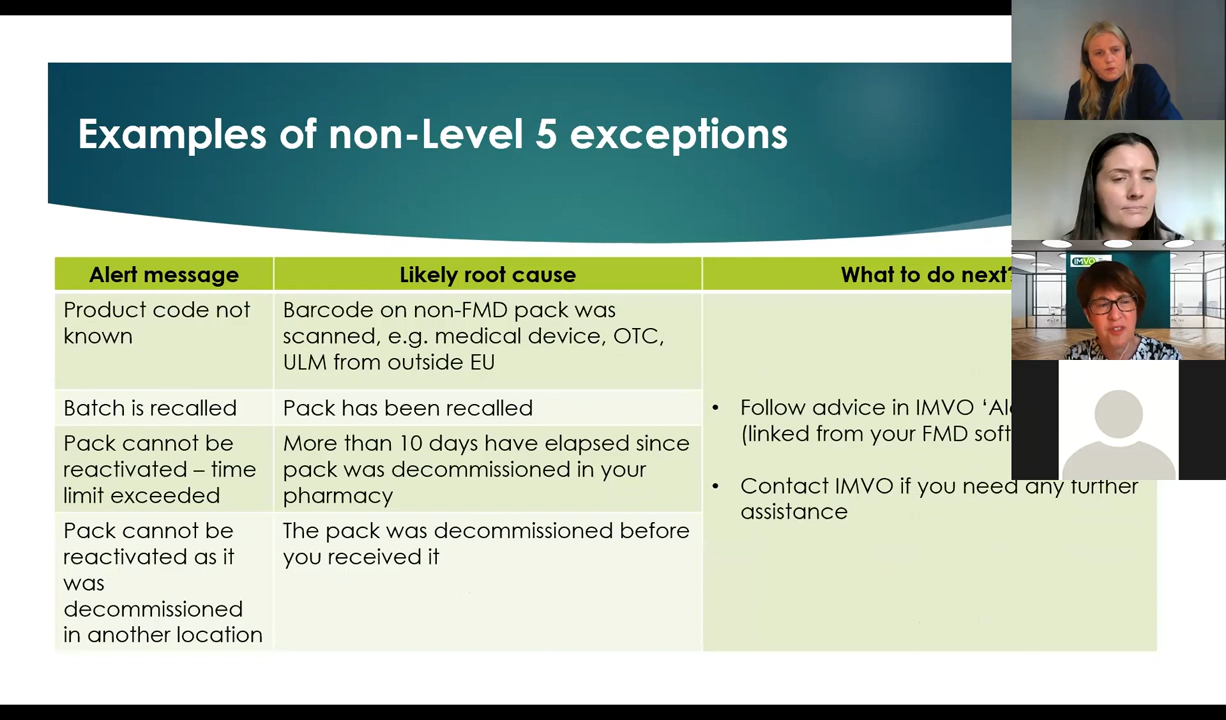 Examples of non-Level 5 exceptions
IMVO
Alert message
Likely root cause
What to do next?
Product code not
known
Barcode on non-FMD pack was
scanned, e.g. medical device, OTC,
ULM from outside EU
Batch is recalled
Pack has been recalled
Pack cannot be
reactivated – time
limit exceeded
More than 10 days have elapsed since
pack was decommissioned in your
pharmacy
Pack cannot be
reactivated as it
was
decommissioned
in another location
The pack was decommissioned before
you received it
• Follow advice in IMVO
(linked from your FMD
• Contact IMVO if you need any further
assistance